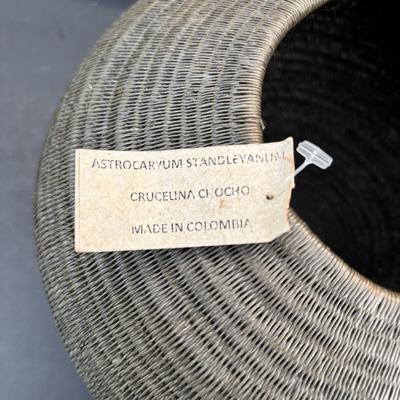 ASTROCARYUM STANDLEYANUM
CRUCELINA CHOCHO
MADE IN COLOMBIA